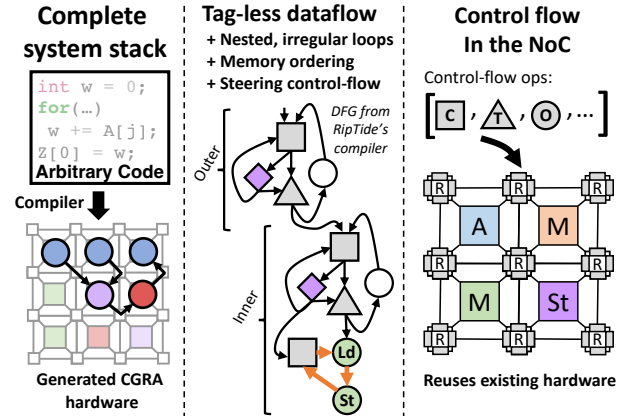 Complete
system stack
int w = 0;
for(…)
w += A[j];
Z[0] = w;
Arbitrary Code
Compiler
Generated CGRA
hardware
Tag-less dataflow
+ Nested, irregular loops
+ Memory ordering
+ Steering control-flow
DFG from
RipTide's
compiler
Outer
Inner
Ld
St
Control flow
In the NoC
Control-flow ops:
[ C , T , O , ... ]
R R R
A M
R R R
M St
R R R
Reuses existing hardware